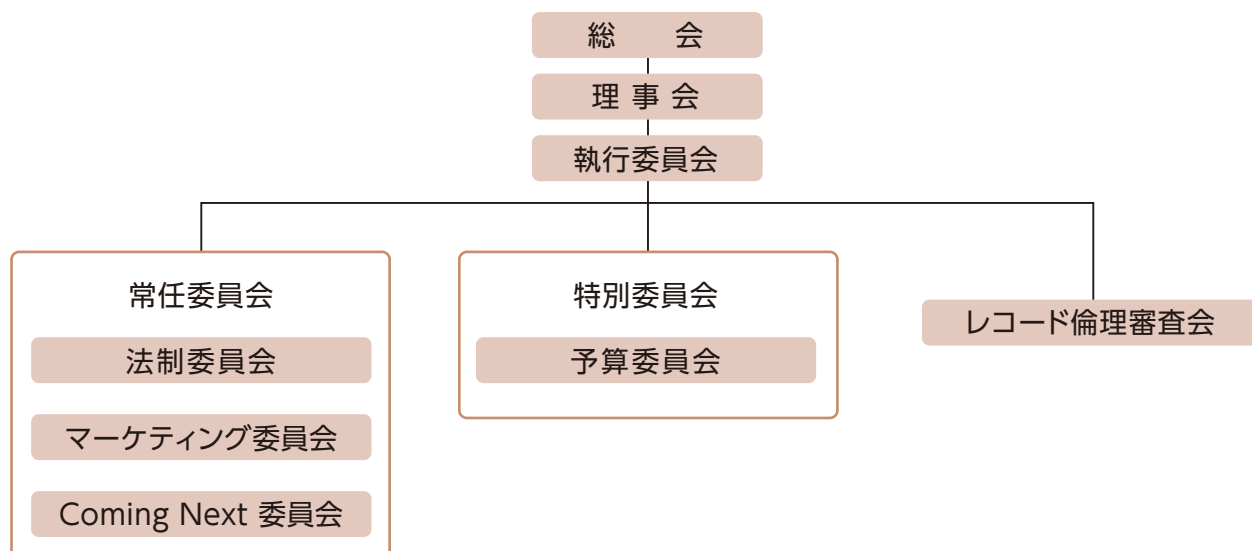 総 会
理 事 会
執行委員会
常任委員会
法制委員会
マーケティング委員会
Coming Next 委員会
特別委員会
予算委員会
レコード倫理審査会